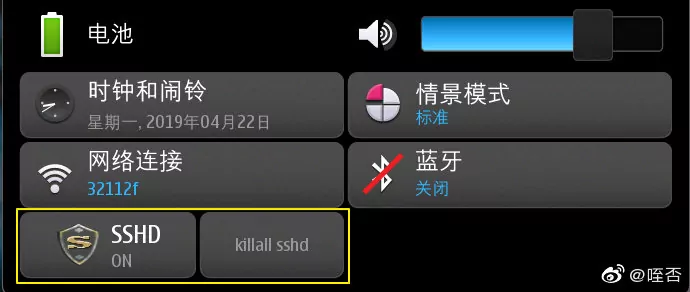 电池
时钟和闹铃
星期一, 2019年04月22日
情景模式
标准
网络连接
32112f
蓝牙
关闭
SSHD
ON
killall sshd
@咥否